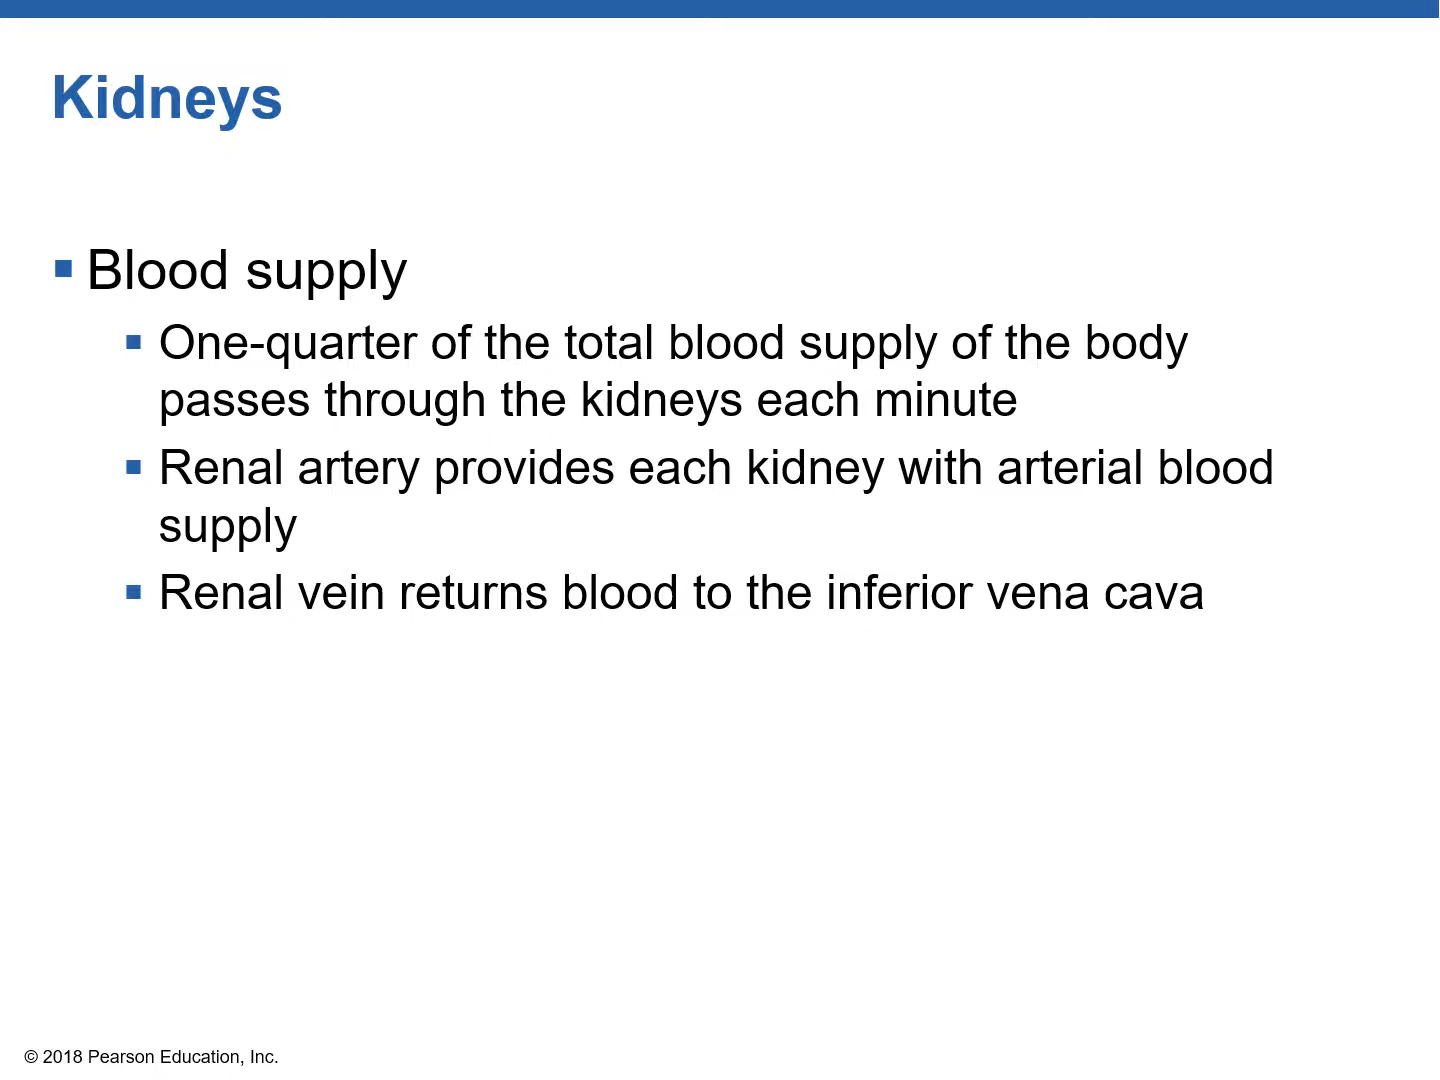 Kidneys
Blood supply
One-quarter of the total blood supply of the body
passes through the kidneys each minute
Renal artery provides each kidney with arterial blood
supply
Renal vein returns blood to the inferior vena cava
© 2018 Pearson Education, Inc.